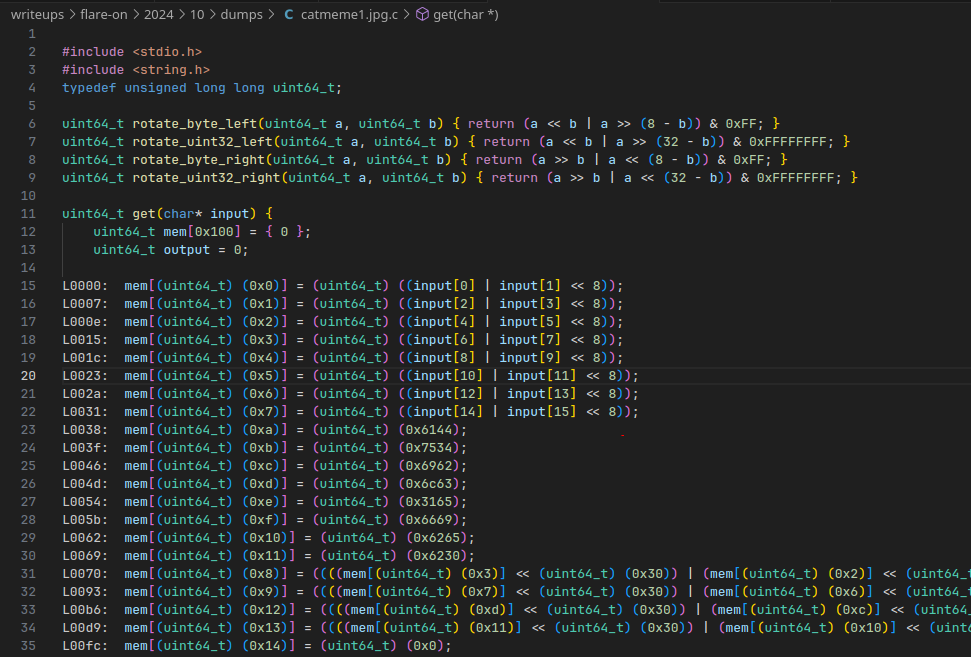 writeups > flare-on > 2024 > 10 > dumps > C catmeme1.jpg.c > get(char *)
1
2 #include <stdio.h>
3 #include <string.h>
4 typedef unsigned long long uint64_t;
5
6 uint64_t rotate_byte_left(uint64_t a, uint64_t b) { return (a << b | a >> (8 - b)) & 0xFF; }
7 uint64_t rotate_uint32_left(uint64_t a, uint64_t b) { return (a << b | a >> (32 - b)) & 0xFFFFFFFF; }
8 uint64_t rotate_byte_right(uint64_t a, uint64_t b) { return (a >> b | a << (8 - b)) & 0xFF; }
9 uint64_t rotate_uint32_right(uint64_t a, uint64_t b) { return (a >> b | a << (32 - b)) & 0xFFFFFFFF; }
10
11 uint64_t get(char* input) {
12 uint64_t mem[0x100] = { 0 };
13 uint64_t output = 0;
14
15 L0000: mem[(uint64_t) (0x0)] = (uint64_t) ((input[0] | input[1] << 8));
16 L0007: mem[(uint64_t) (0x1)] = (uint64_t) ((input[2] | input[3] << 8));
17 L000e: mem[(uint64_t) (0x2)] = (uint64_t) ((input[4] | input[5] << 8));
18 L0015: mem[(uint64_t) (0x3)] = (uint64_t) ((input[6] | input[7] << 8));
19 L001c: mem[(uint64_t) (0x4)] = (uint64_t) ((input[8] | input[9] << 8));
20 L0023: mem[(uint64_t) (0x5)] = (uint64_t) ((input[10] | input[11] << 8));
21 L002a: mem[(uint64_t) (0x6)] = (uint64_t) ((input[12] | input[13] << 8));
22 L0031: mem[(uint64_t) (0x7)] = (uint64_t) ((input[14] | input[15] << 8));
23 L0038: mem[(uint64_t) (0xa)] = (uint64_t) (0x6144);
24 L003f: mem[(uint64_t) (0xb)] = (uint64_t) (0x7534);
25 L0046: mem[(uint64_t) (0xc)] = (uint64_t) (0x6962);
26 L004d: mem[(uint64_t) (0xd)] = (uint64_t) (0x6c63);
27 L0054: mem[(uint64_t) (0xe)] = (uint64_t) (0x3165);
28 L005b: mem[(uint64_t) (0xf)] = (uint64_t) (0x6669);
29 L0062: mem[(uint64_t) (0x10)] = (uint64_t) (0x6265);
30 L0069: mem[(uint64_t) (0x11)] = (uint64_t) (0x6230);
31 L0070: mem[(uint64_t) (0x8)] = ((((mem[(uint64_t) (0x3)] << (uint64_t) (0x30)) | (mem[(uint64_t) (0x2)] << (uint64_t
32 L0093: mem[(uint64_t) (0x9)] = ((((mem[(uint64_t) (0x7)] << (uint64_t) (0x30)) | (mem[(uint64_t) (0x6)] << (uint64_t
33 L00b6: mem[(uint64_t) (0x12)] = ((((mem[(uint64_t) (0xd)] << (uint64_t) (0x30)) | (mem[(uint64_t) (0xc)] << (uint64_
34 L00d9: mem[(uint64_t) (0x13)] = ((((mem[(uint64_t) (0x11)] << (uint64_t) (0x30)) | (mem[(uint64_t) (0x10)] << (uint6
35 L00fc: mem[(uint64_t) (0x14)] = (uint64_t) (0x0);